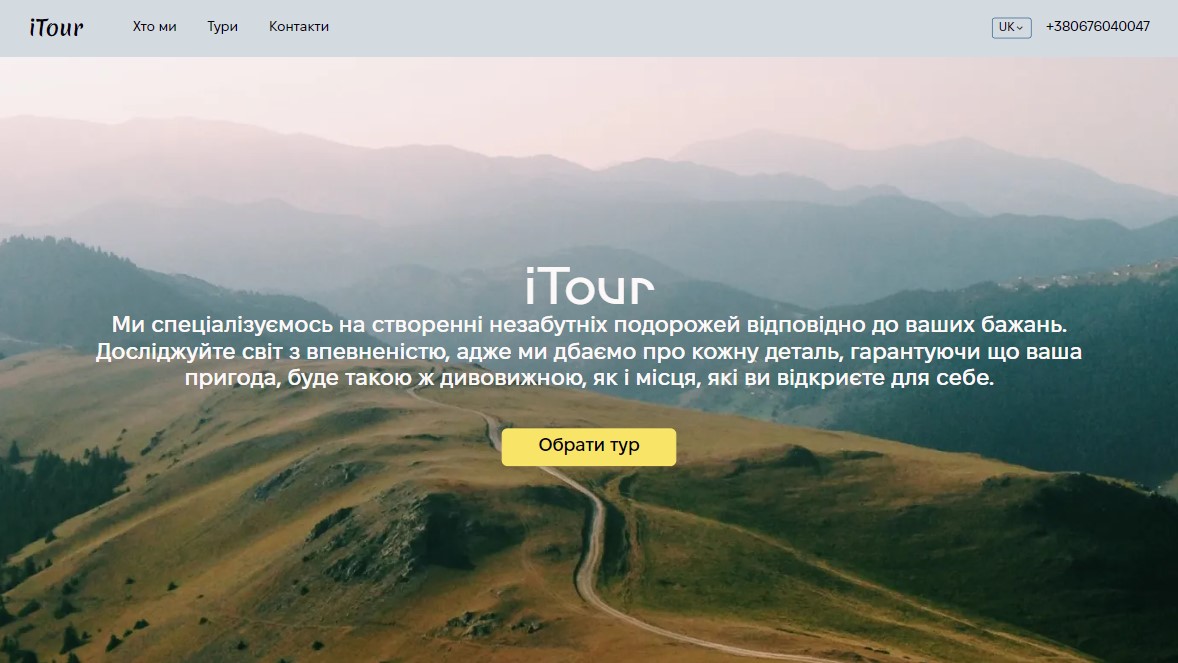 iTour
Хто ми
Тури
Контакти
UK
+380676040047
iTour
Ми спеціалізуємось на створенні незабутніх подорожей відповідно до ваших бажань.
Досліджуйте світ з впевненістю, адже ми дбаємо про кожну деталь, гарантуючи що ваша
пригода, буде такою ж дивовижною, як і місця, які ви відкриєте для себе.
Обрати тур